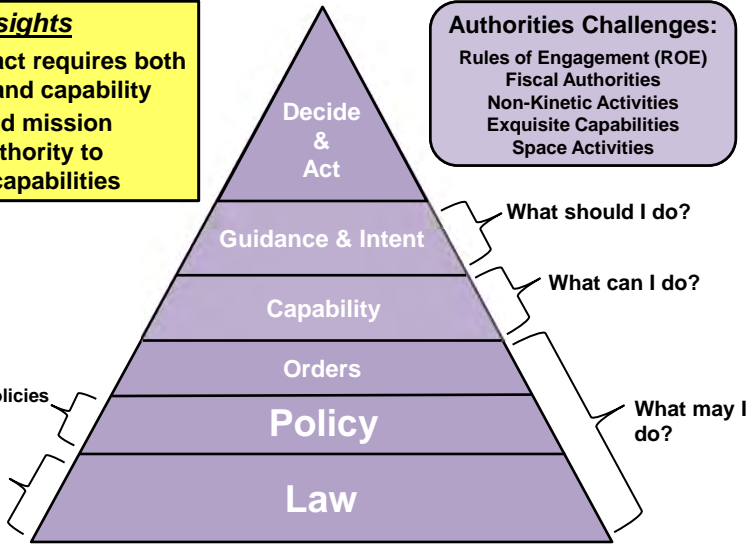 sights
act requires both
and capability
d mission
thority to
capabilities
Authorities Challenges:
Rules of Engagement (ROE)
Fiscal Authorities
Non-Kinetic Activities
Exquisite Capabilities
Space Activities
Decide
&
Act
Guidance & Intent
What should I do?
Capability
What can I do?
Orders
olicies
Policy
What may I
do?
Law